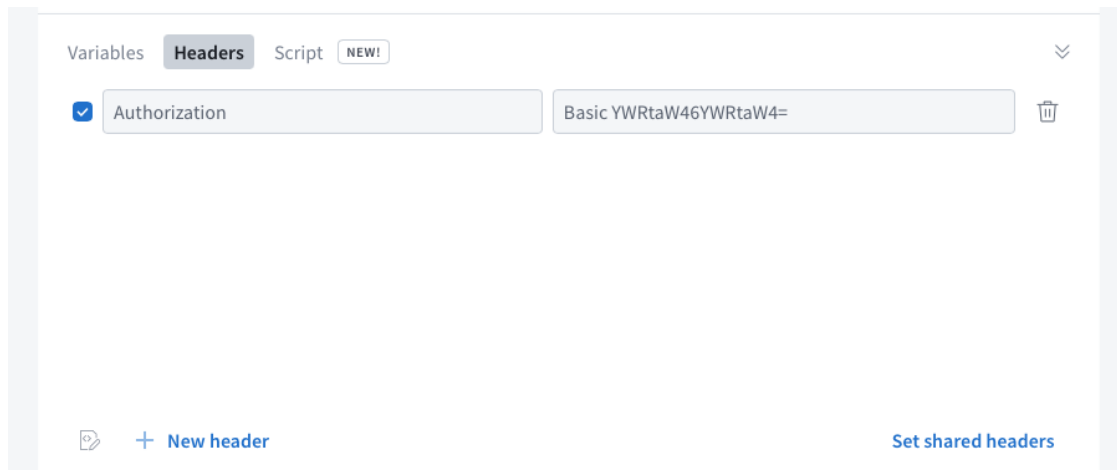 Variables Headers Script NEW!
Authorization Basic YWRtaW46YWRtaW4=
New header Set shared headers